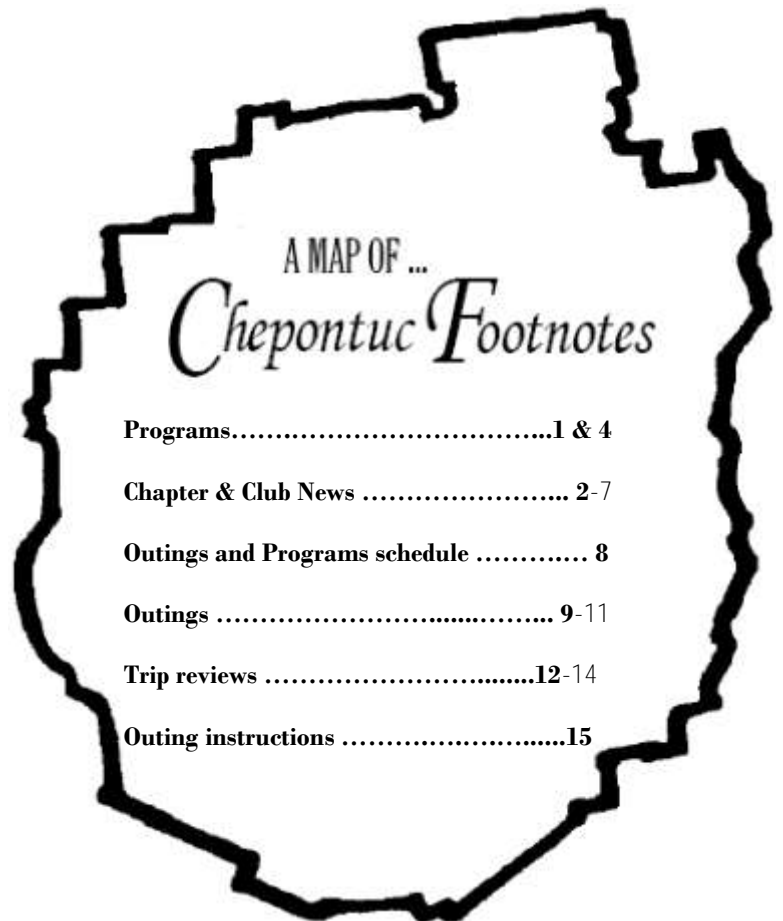 A MAP OF ...
Chepontuc Footnotes
Programs…….…………………………...1 & 4
Chapter & Club News …………………... 2-7
Outings and Programs schedule ……….… 8
Outings ……………………….......……... 9-11
Trip reviews ……………………….........12-14
Outing instructions ……….….….…......15